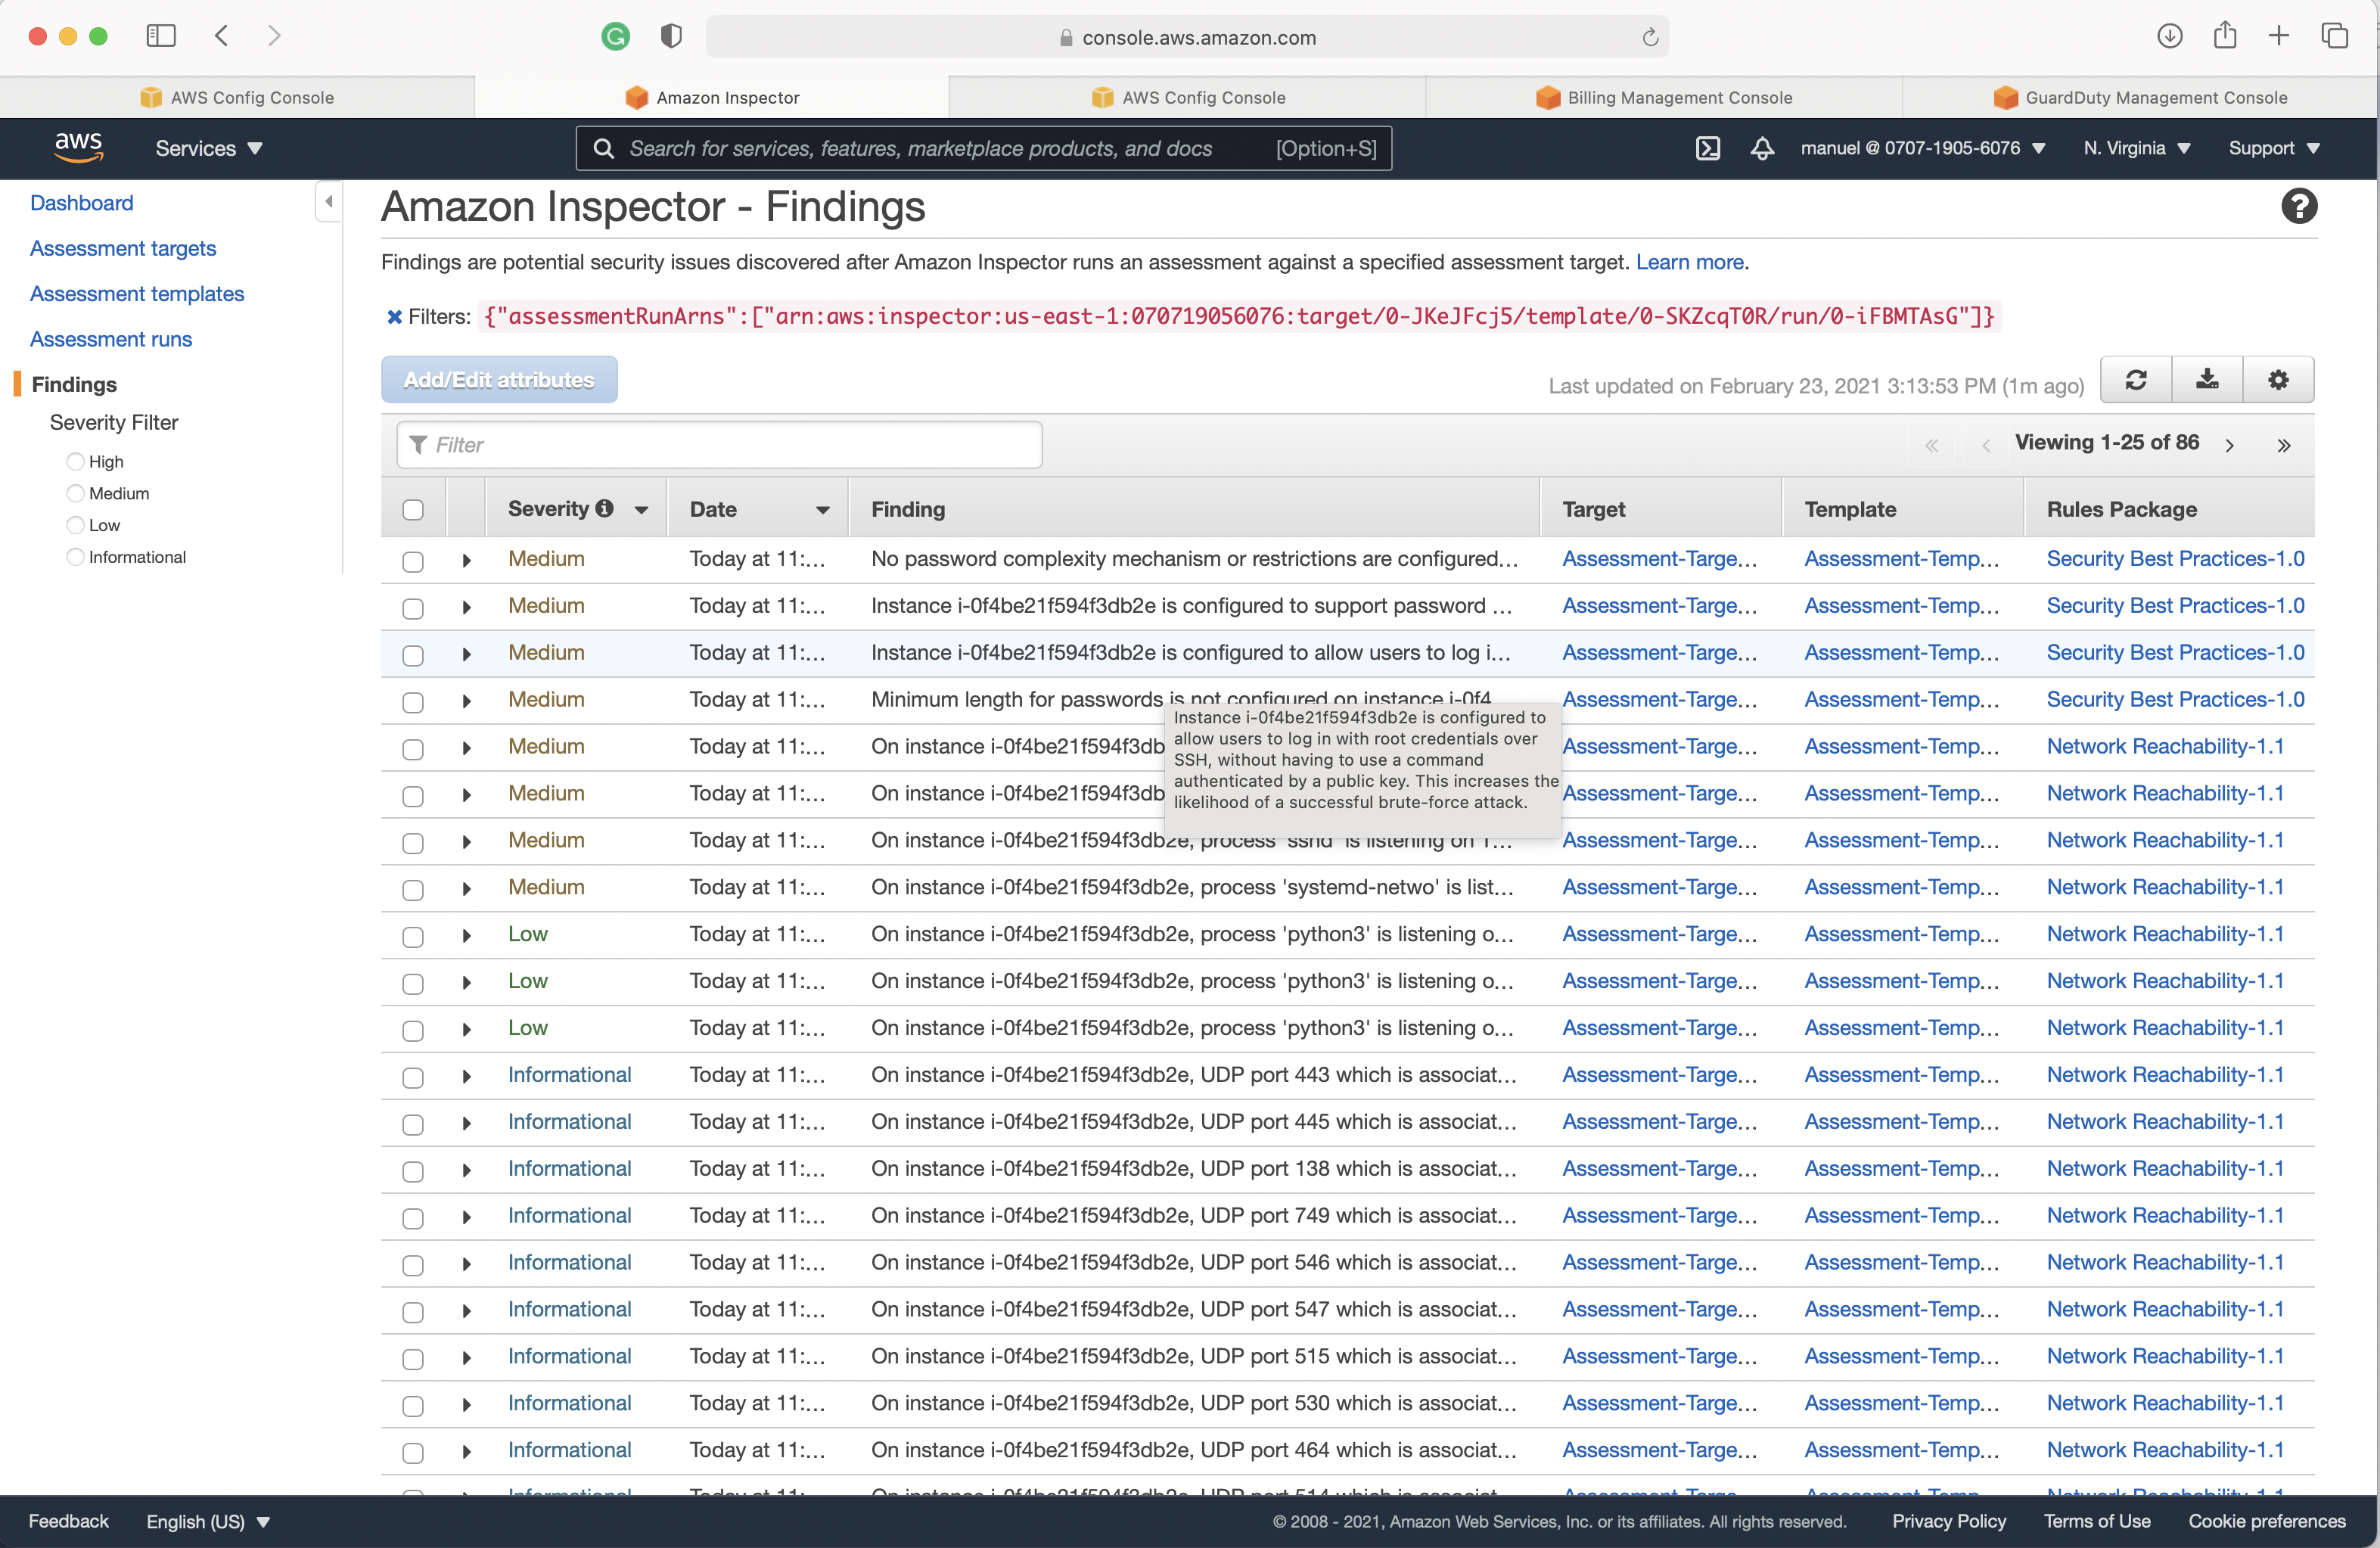 console.aws.amazon.com
AWS Config Console
Amazon Inspector
AWS Config Console
Billing Management Console
GuardDuty Management Console
aws
Services
Search for services, features, marketplace products, and docs [Option+S]
manuel @ 0707-1905-6076
N. Virginia
Support
Dashboard
Assessment targets
Assessment templates
Assessment runs
Findings
Severity Filter
High
Medium
Low
Informational
Amazon Inspector - Findings
Findings are potential security issues discovered after Amazon Inspector runs an assessment against a specified assessment target. Learn more.
Filters: {"assessmentRunArns":["arn:aws:inspector:us-east-1:070719056076:target/0-JKeJFcj5/template/0-SKZcqT0R/run/0-iFBMTAsG"]}
Add/Edit attributes
Last updated on February 23, 2021 3:13:53 PM (1m ago)
Filter
Viewing 1-25 of 86
Severity Date Finding Target Template Rules Package
Medium Today at 11:... No password complexity mechanism or restrictions are configured... Assessment-Targe... Assessment-Temp... Security Best Practices-1.0
Medium Today at 11:... Instance i-0f4be21f594f3db2e is configured to support password ... Assessment-Targe... Assessment-Temp... Security Best Practices-1.0
Medium Today at 11:... Instance i-0f4be21f594f3db2e is configured to allow users to log i... Assessment-Targe... Assessment-Temp... Security Best Practices-1.0
Medium Today at 11:... Minimum length for passwords is not configured on instance i-0f4 Assessment-Targe... Assessment-Temp... Security Best Practices-1.0
Instance i-0f4be21f594f3db2e is configured to
allow users to log in with root credentials over
SSH, without having to use a command
authenticated by a public key. This increases the
likelihood of a successful brute-force attack.
Medium Today at 11:... On instance i-0f4be21f594f3db Assessment-Targe... Assessment-Temp... Network Reachability-1.1
Medium Today at 11:... On instance i-0f4be21f594f3db Assessment-Targe... Assessment-Temp... Network Reachability-1.1
Medium Today at 11:... On instance i-0f4be21f594f3db2e, process 'sshd' is listening on T... Assessment-Targe... Assessment-Temp... Network Reachability-1.1
Medium Today at 11:... On instance i-0f4be21f594f3db2e, process 'systemd-netwo' is list... Assessment-Targe... Assessment-Temp... Network Reachability-1.1
Low Today at 11:... On instance i-0f4be21f594f3db2e, process 'python3' is listening o... Assessment-Targe... Assessment-Temp... Network Reachability-1.1
Low Today at 11:... On instance i-0f4be21f594f3db2e, process 'python3' is listening o... Assessment-Targe... Assessment-Temp... Network Reachability-1.1
Low Today at 11:... On instance i-0f4be21f594f3db2e, process 'python3' is listening o... Assessment-Targe... Assessment-Temp... Network Reachability-1.1
Informational Today at 11:... On instance i-0f4be21f594f3db2e, UDP port 443 which is associat... Assessment-Targe... Assessment-Temp... Network Reachability-1.1
Informational Today at 11:... On instance i-0f4be21f594f3db2e, UDP port 445 which is associat... Assessment-Targe... Assessment-Temp... Network Reachability-1.1
Informational Today at 11:... On instance i-0f4be21f594f3db2e, UDP port 138 which is associat... Assessment-Targe... Assessment-Temp... Network Reachability-1.1
Informational Today at 11:... On instance i-0f4be21f594f3db2e, UDP port 749 which is associat... Assessment-Targe... Assessment-Temp... Network Reachability-1.1
Informational Today at 11:... On instance i-0f4be21f594f3db2e, UDP port 546 which is associat... Assessment-Targe... Assessment-Temp... Network Reachability-1.1
Informational Today at 11:... On instance i-0f4be21f594f3db2e, UDP port 547 which is associat... Assessment-Targe... Assessment-Temp... Network Reachability-1.1
Informational Today at 11:... On instance i-0f4be21f594f3db2e, UDP port 515 which is associat... Assessment-Targe... Assessment-Temp... Network Reachability-1.1
Informational Today at 11:... On instance i-0f4be21f594f3db2e, UDP port 530 which is associat... Assessment-Targe... Assessment-Temp... Network Reachability-1.1
Informational Today at 11:... On instance i-0f4be21f594f3db2e, UDP port 464 which is associat... Assessment-Targe... Assessment-Temp... Network Reachability-1.1
Informational Today at 11:... On instance i-0f4be21f594f3db2e, UDP port 514 which is associat... Assessment-Targe... Assessment-Temp... Network Reachability-1.1
Feedback
English (US)
© 2008 - 2021, Amazon Web Services, Inc. or its affiliates. All rights reserved.
Privacy Policy
Terms of Use
Cookie preferences